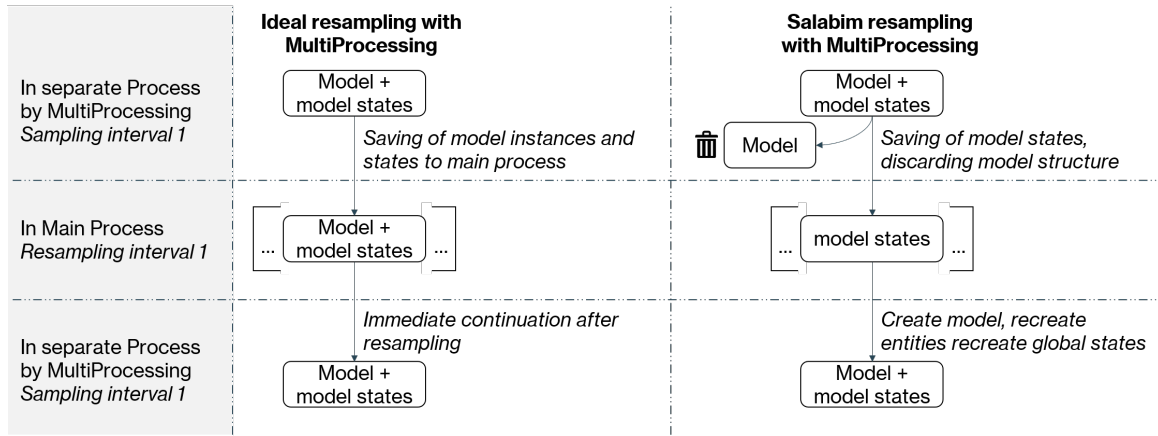 Ideal resampling with
MultiProcessing
Salabim resampling
with MultiProcessing
In separate Process
by MultiProcessing
Sampling interval 1
Model +
model states
Saving of model instances and
states to main process
Model +
model states
Model
Saving of model states,
discarding model structure
In Main Process
Resampling interval 1
...
Model +
model states
...
...
model states
...
In separate Process
by MultiProcessing
Sampling interval 1
Immediate continuation after
resampling
Model +
model states
Create model, recreate
entities recreate global states
Model +
model states